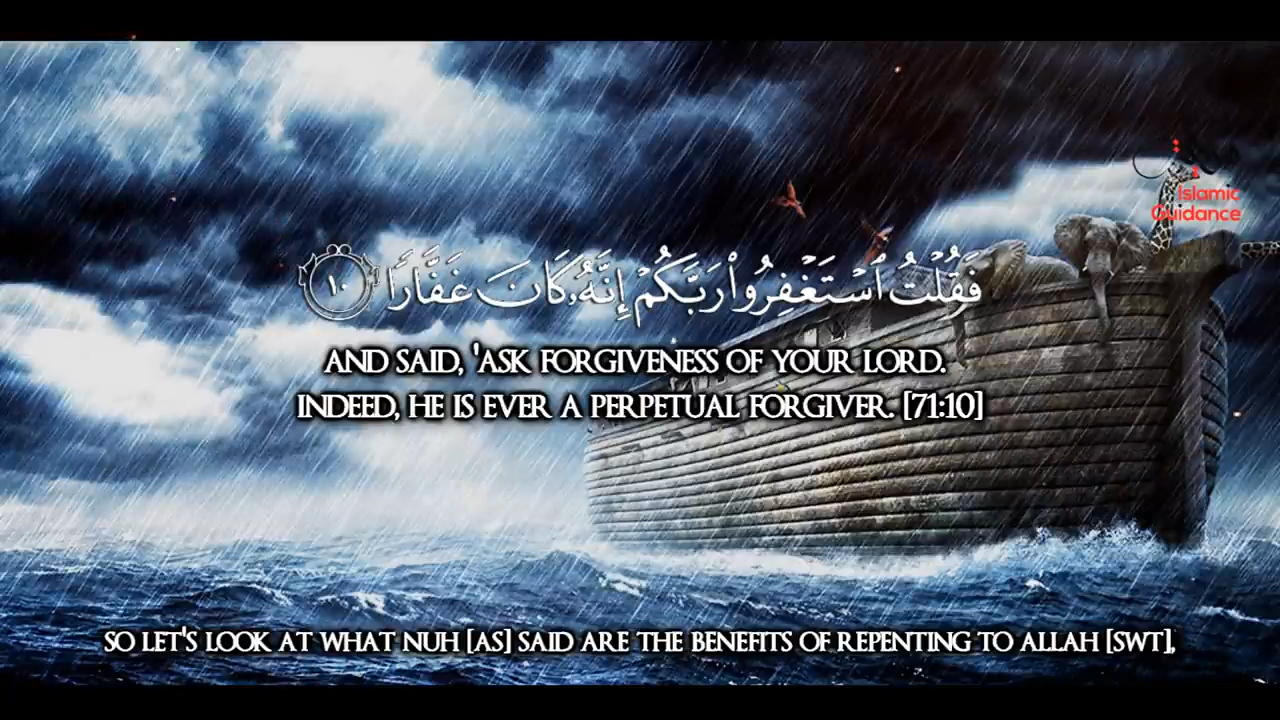 Islamic
Guidance
فَقُلْتُ ٱسْتَغْفِرُوا۟ رَبَّكُمْ إِنَّهُۥ كَانَ غَفَّارًا ١٠
AND SAID, 'ASK FORGIVENESS OF YOUR LORD.
INDEED, HE IS EVER A PERPETUAL FORGIVER. [71:10]
SO LET'S LOOK AT WHAT NUH [AS] SAID ARE THE BENEFITS OF REPENTING TO ALLAH [SWT],